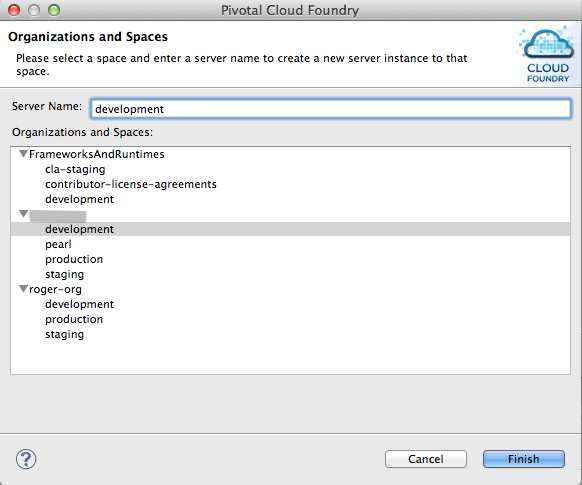 Pivotal Cloud Foundry
Organizations and Spaces
Please select a space and enter a server name to create a new server instance to that
space.
CLOUD
FOUNDRY
Server Name:
development
Organizations and Spaces:
FrameworksAndRuntimes
cla-staging
contributor-license-agreements
development
development
pearl
production
staging
roger-org
development
production
staging
?
Cancel
Finish